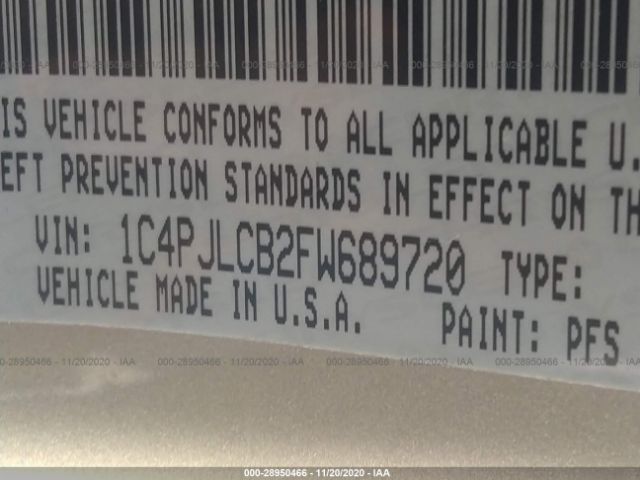 IS VEHICLE CONFORMS TO ALL APPLICABLE U.
EFT PREVENTION STANDARDS IN EFFECT ON TH
VIN: 1C4PJLCB2FW689720 TYPE:
VEHICLE MADE IN U.S.A. PAINT: PFS
000-28950466 - 11/20/2020 - IAA